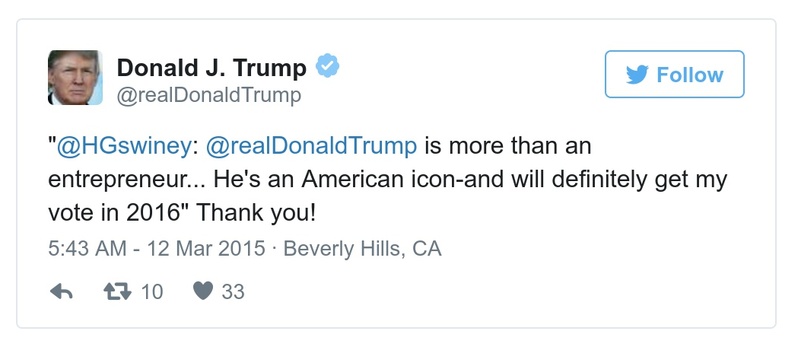 Donald J. Trump
@realDonaldTrump
Follow
"@HGswiney: @realDonaldTrump is more than an
entrepreneur... He's an American icon-and will definitely get my
vote in 2016" Thank you!
5:43 AM - 12 Mar 2015 · Beverly Hills, CA
10 33